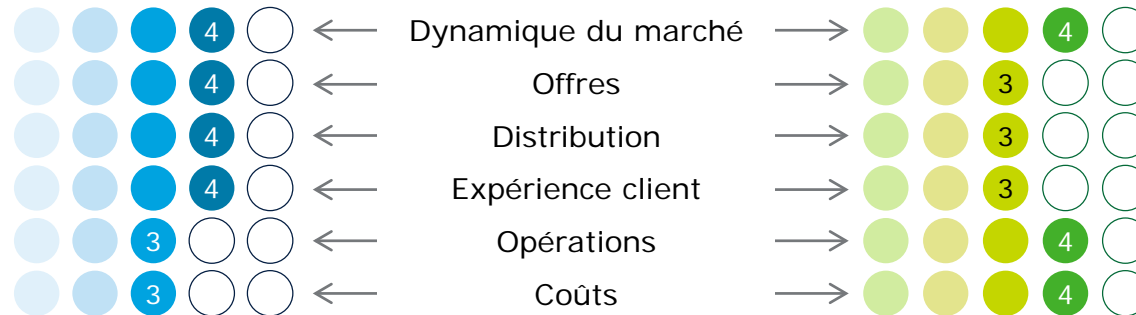 4 Dynamique du marché 4
4 Offres 3
4 Distribution 3
4 Expérience client 3
3 Opérations 4
3 Coûts 4